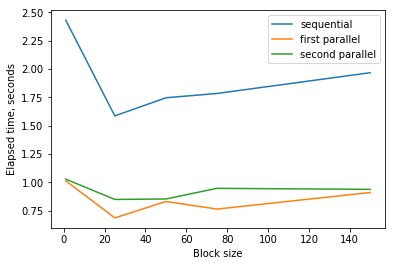 2.50
2.25
2.00
1.75
1.50
1.25
1.00
0.75
Elapsed time, seconds
sequential
first parallel
second parallel
0 20 40 60 80 100 120 140
Block size